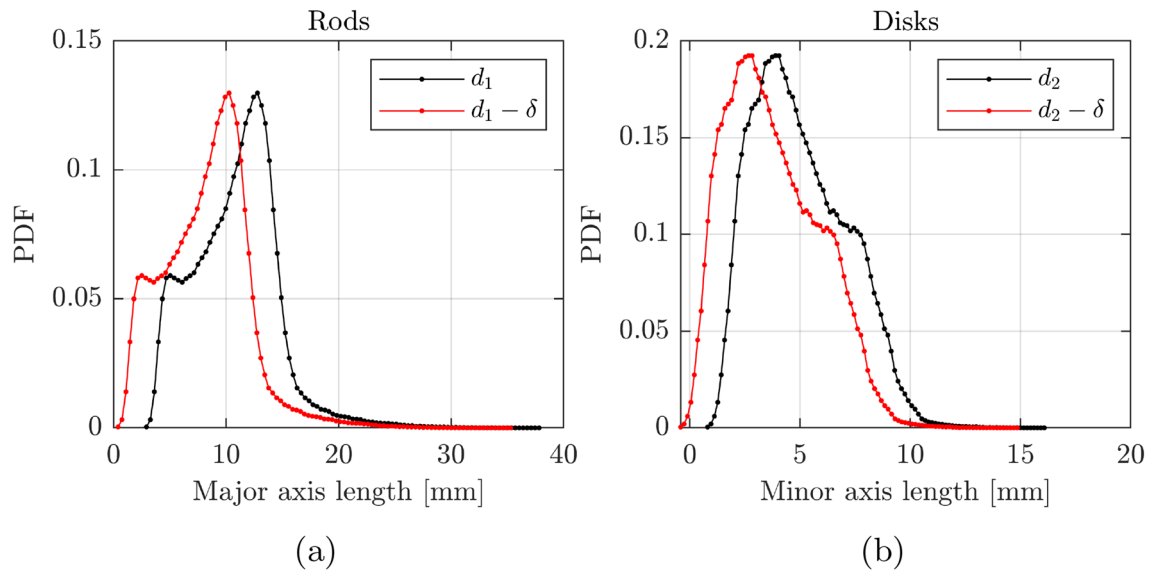 Rods
0.15
0.1
0.05
0
PDF
0
10
20
30
40
Major axis length [mm]
d₁
d₁ − δ
(a)
Disks
0.2
0.15
0.1
0.05
0
PDF
0
5
10
15
20
Minor axis length [mm]
d₂
d₂ − δ
(b)